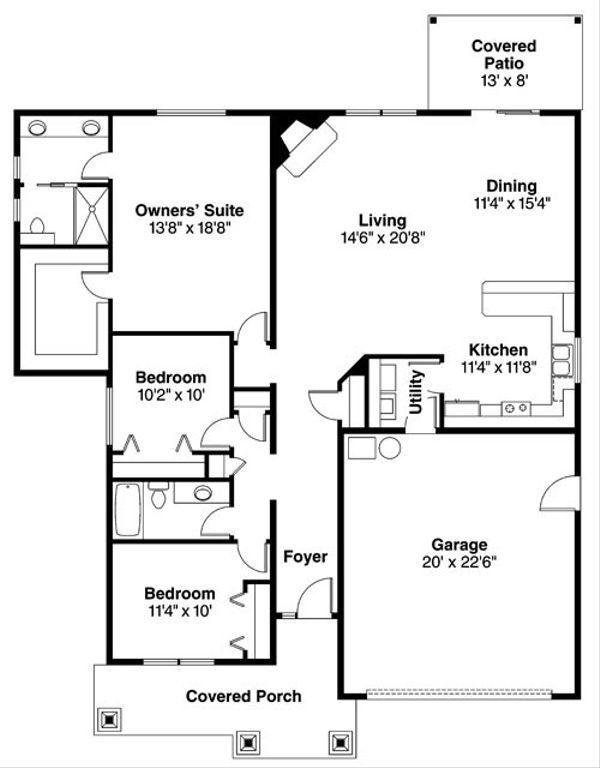 Covered
Patio
13' x 8'
Owners' Suite
13'8" x 18'8"
Living
14'6" x 20'8"
Dining
11'4" x 15'4"
Kitchen
11'4" x 11'8"
Utility
Bedroom
10'2" x 10'
Foyer
Garage
20' x 22'6"
Bedroom
11'4" x 10'
Covered Porch